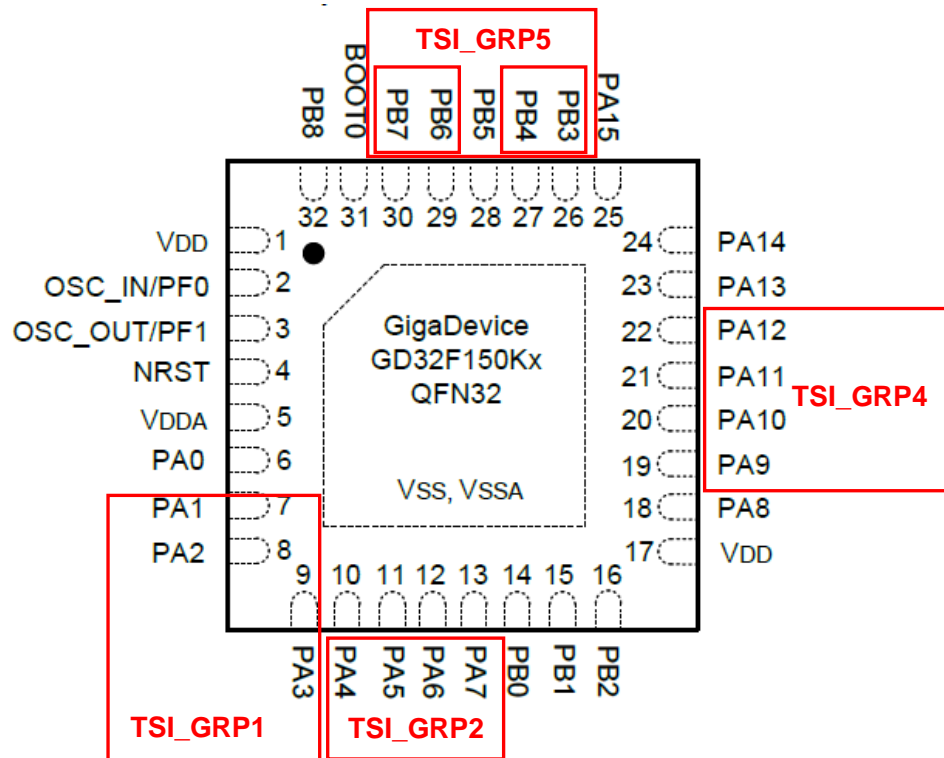 TSI_GRP5
PB8
BOOT0
PB7
PB6
PB5
PB4
PB3
PA15
32 31 30 29 28 27 26 25
VDD 1
OSC_IN/PF0 2
OSC_OUT/PF1 3
NRST 4
VDDA 5
PA0 6
PA1 7
PA2 8
GigaDevice
GD32F150Kx
QFN32
VSS, VSSA
24 PA14
23 PA13
22 PA12
21 PA11
20 PA10
19 PA9
18 PA8
17 VDD
TSI_GRP4
9 10 11 12 13 14 15 16
PA3
PA4
PA5
PA6
PA7
PB0
PB1
PB2
TSI_GRP1
TSI_GRP2